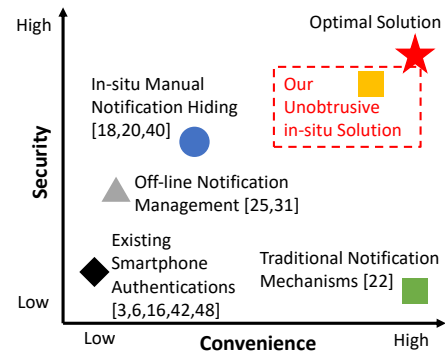 High
Optimal Solution
In-situ Manual
Notification Hiding
[18,20,40]
Our
Unobtrusive
in-situ Solution
Security
Off-line Notification
Management [25,31]
Existing
Smartphone
Authentications
[3,6,16,42,48]
Traditional Notification
Mechanisms [22]
Low
Low
Convenience
High